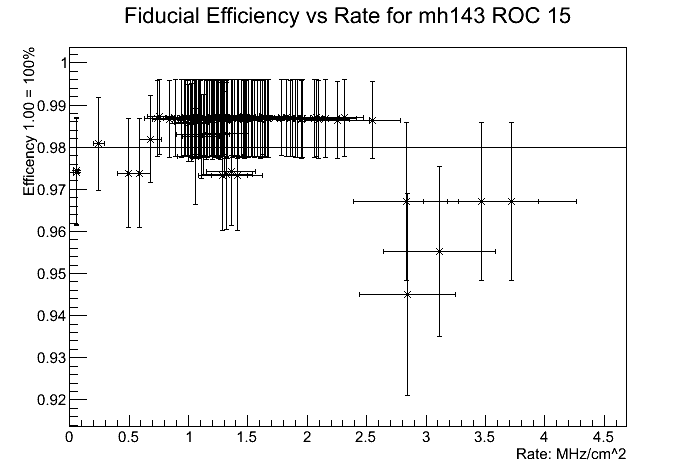 Fiducial Efficiency vs Rate for mh143 ROC 15
Efficency 1.00 = 100%
1
0.99
0.98
0.97
0.96
0.95
0.94
0.93
0.92
0 0.5 1 1.5 2 2.5 3 3.5 4 4.5
Rate: MHz/cm^2